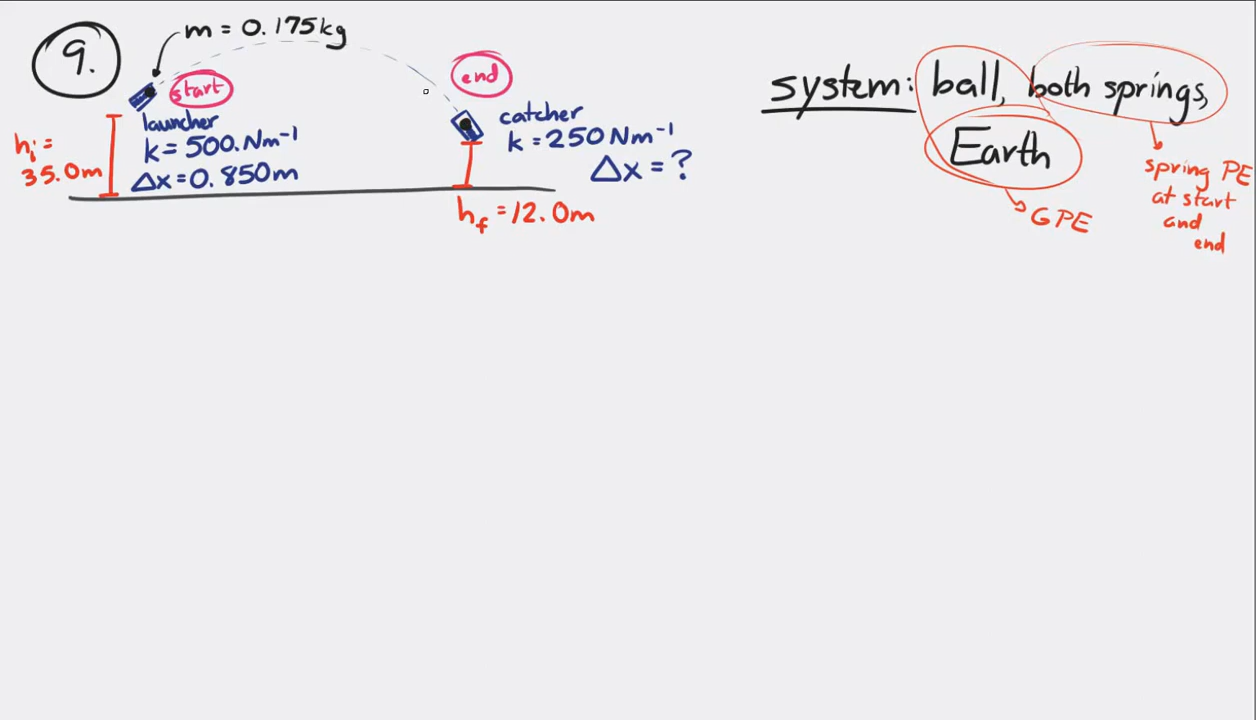 9.
m = 0.175kg
start
end
launcher
k = 500. Nm⁻¹
Δx = 0.850m
hᵢ =
35.0m
catcher
k = 250 Nm⁻¹
Δx = ?
h_f = 12.0m
system: ball, both springs,
Earth
GPE
spring PE
at start
and
end